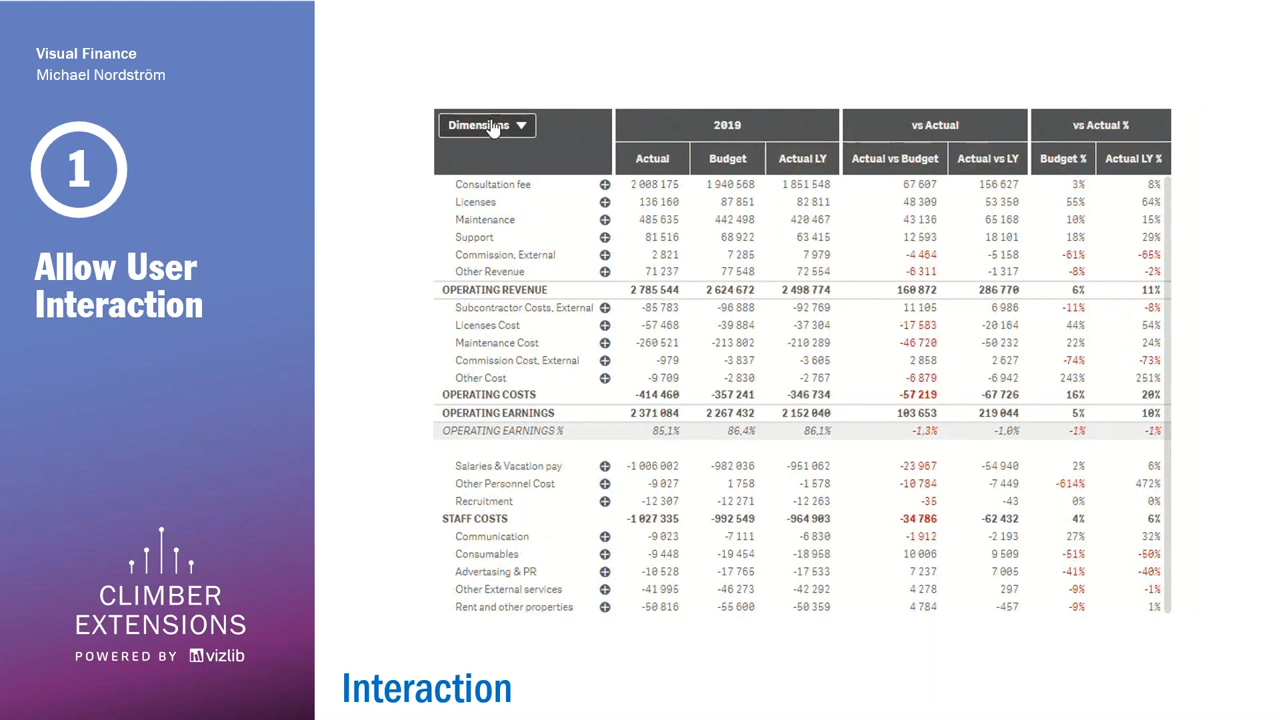 Visual Finance
Michael Nordström
1
Allow User
Interaction
CLIMBER
EXTENSIONS
POWERED BY vizlib
Dimensions ▼ 2019 vs Actual vs Actual %
Actual Budget Actual LY Actual vs Budget Actual vs LY Budget % Actual LY %
Consultation fee 2 008 175 1 940 568 1 851 548 67 607 156 627 3% 8%
Licenses 136 160 87 851 82 811 48 309 53 350 55% 64%
Maintenance 485 635 442 498 420 467 43 136 65 168 10% 15%
Support 81 516 68 922 63 415 12 593 18 101 18% 29%
Commission, External 2 821 7 285 7 979 -4 464 -5 158 -61% -65%
Other Revenue 71 237 77 548 72 554 -6 311 -1 317 -8% -2%
OPERATING REVENUE 2 785 544 2 624 672 2 498 774 160 872 286 770 6% 11%
Subcontractor Costs, External -85 783 -96 888 -92 769 11 105 6 986 -11% -8%
Licenses Cost -57 468 -39 884 -37 304 -17 583 -20 164 44% 54%
Maintenance Cost -260 521 -213 802 -210 289 -46 720 -50 232 22% 24%
Commission Cost, External -979 -3 837 -3 605 2 858 2 627 -74% -73%
Other Cost -9 709 -2 830 -2 767 -6 879 -6 942 243% 251%
OPERATING COSTS -414 460 -357 241 -346 734 -57 219 -67 726 16% 20%
OPERATING EARNINGS 2 371 084 2 267 432 2 152 040 103 653 219 044 5% 10%
OPERATING EARNINGS % 85,1% 86,4% 86,1% -1,3% -1,0% -1% -1%
Salaries & Vacation pay -1 006 002 -982 036 -951 062 -23 967 -54 940 2% 6%
Other Personnel Cost -9 027 1 758 -1 578 -10 784 -7 449 -614% 472%
Recruitment -12 307 -12 271 -12 263 -35 -43 0% 0%
STAFF COSTS -1 027 335 -992 549 -964 903 -34 786 -62 432 4% 6%
Communication -9 023 -7 111 -6 830 -1 912 -2 193 27% 32%
Consumables -9 448 -19 454 -18 958 10 006 9 509 -51% -50%
Advertasing & PR -10 528 -17 765 -17 533 7 237 7 005 -41% -40%
Other External services -41 995 -46 273 -42 292 4 278 297 -9% -1%
Rent and other properties -50 816 -55 600 -50 359 4 784 -457 -9% 1%
Interaction